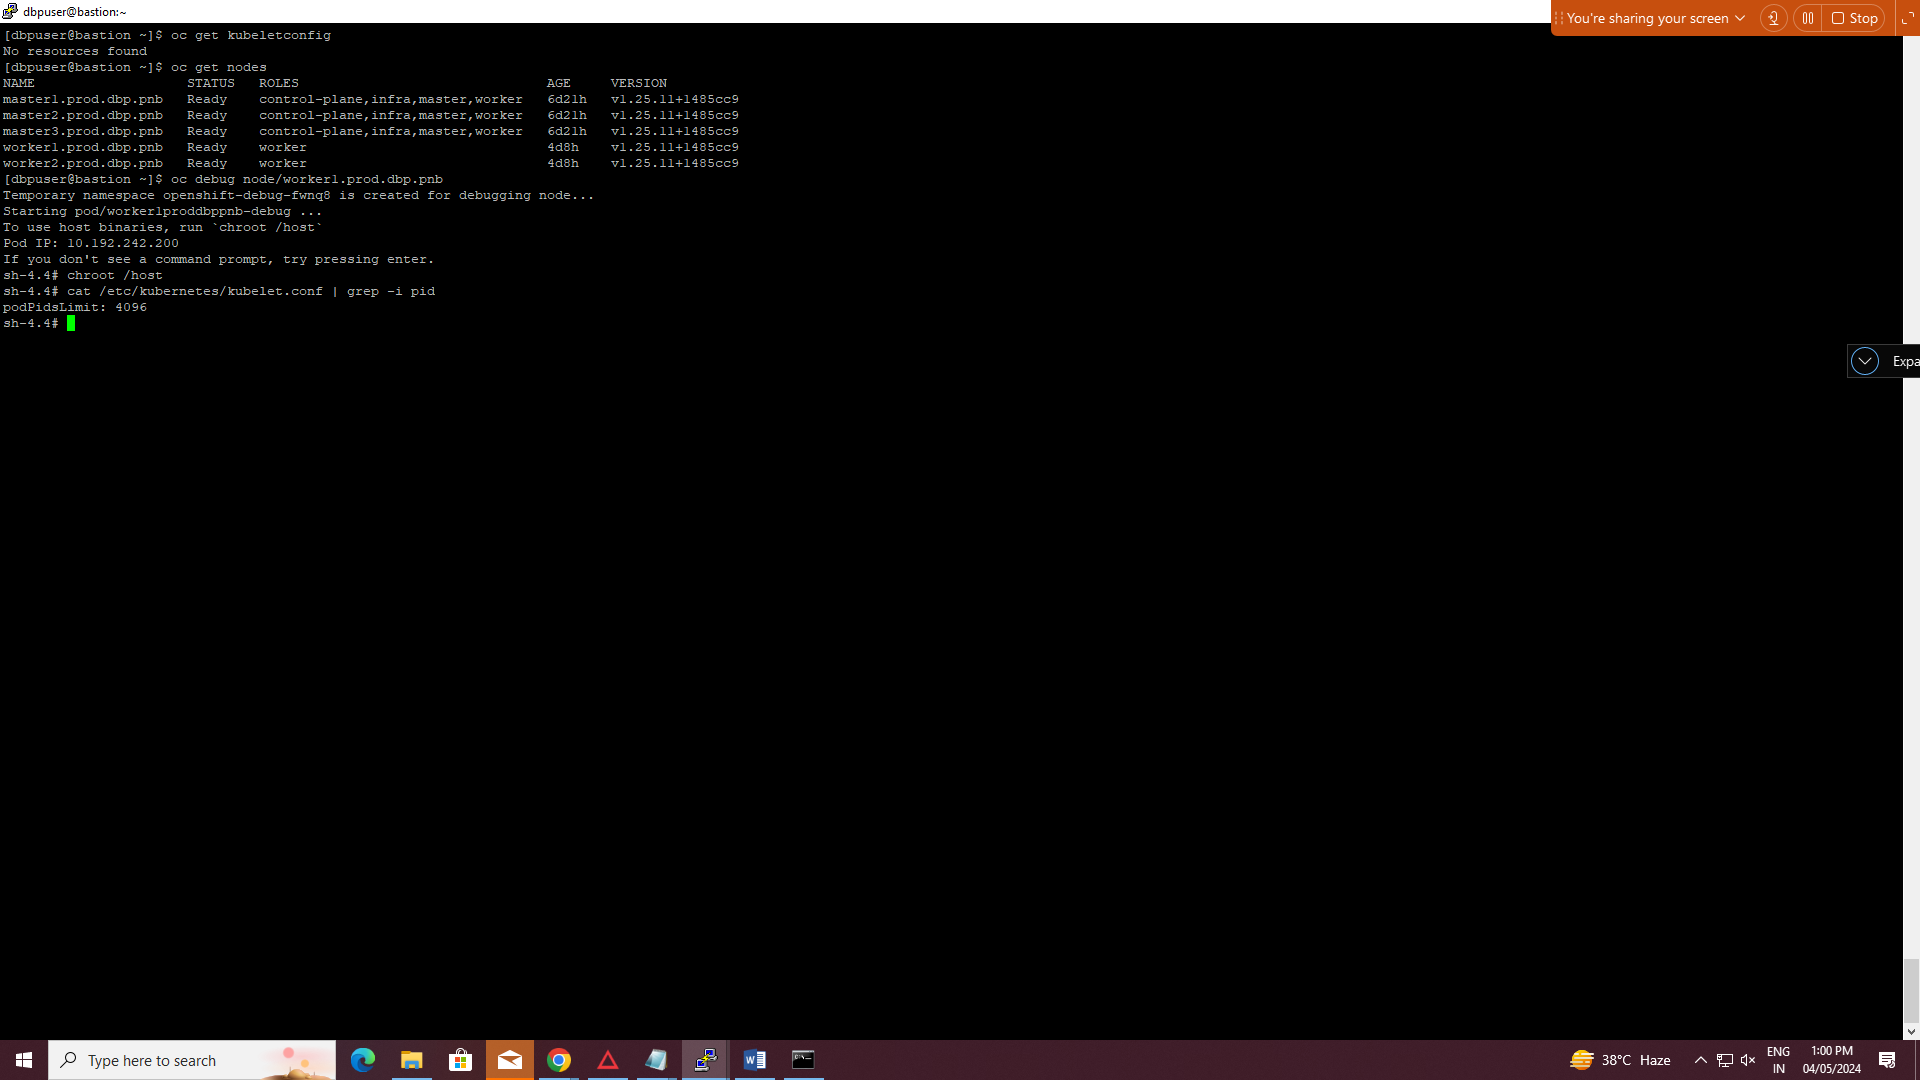 dbpuser@bastion:~
You're sharing your screen
Stop
[dbpuser@bastion ~]$ oc get kubeletconfig
No resources found
[dbpuser@bastion ~]$ oc get nodes
NAME STATUS ROLES AGE VERSION
master1.prod.dbp.pnb Ready control-plane,infra,master,worker 6d21h v1.25.11+1485cc9
master2.prod.dbp.pnb Ready control-plane,infra,master,worker 6d21h v1.25.11+1485cc9
master3.prod.dbp.pnb Ready control-plane,infra,master,worker 6d21h v1.25.11+1485cc9
worker1.prod.dbp.pnb Ready worker 4d8h v1.25.11+1485cc9
worker2.prod.dbp.pnb Ready worker 4d8h v1.25.11+1485cc9
[dbpuser@bastion ~]$ oc debug node/worker1.prod.dbp.pnb
Temporary namespace openshift-debug-fwnq8 is created for debugging node...
Starting pod/worker1proddbppnb-debug ...
To use host binaries, run `chroot /host`
Pod IP: 10.192.242.200
If you don't see a command prompt, try pressing enter.
sh-4.4# chroot /host
sh-4.4# cat /etc/kubernetes/kubelet.conf | grep -i pid
podPidsLimit: 4096
sh-4.4#
Expa
Type here to search
38°C Haze
ENG
IN
1:00 PM
04/05/2024